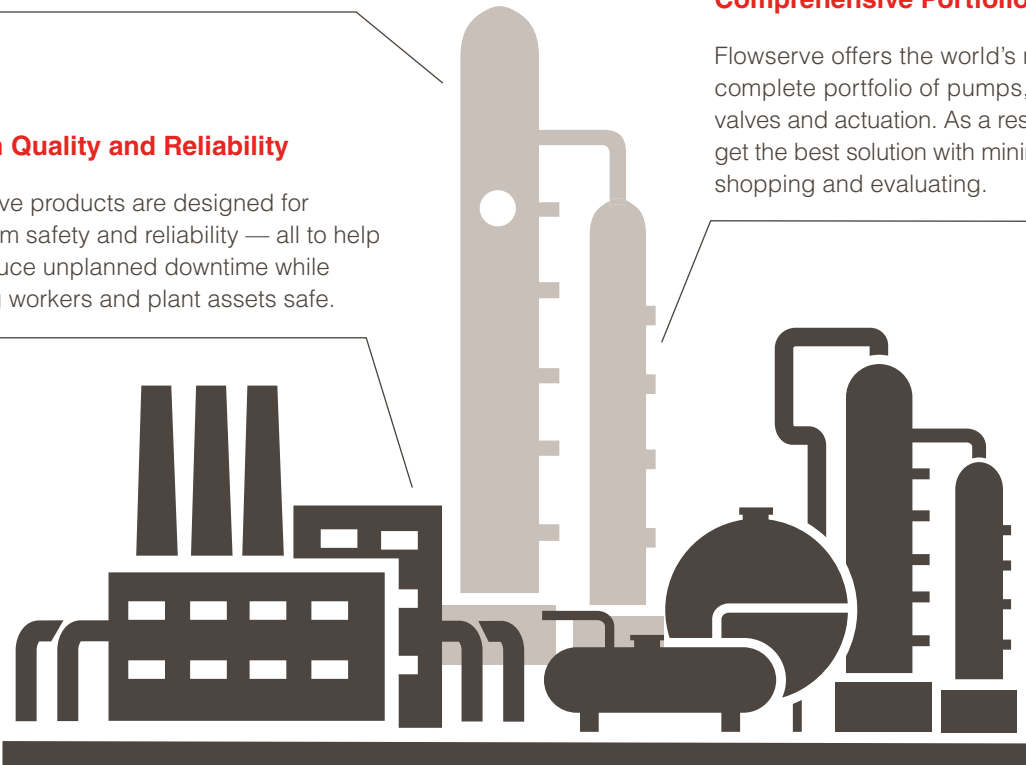 Quality and Reliability
ve products are designed for
m safety and reliability — all to help
uce unplanned downtime while
workers and plant assets safe.
Comprehensive Portfolio
Flowserve offers the world’s
complete portfolio of pumps,
valves and actuation. As a res
get the best solution with mini
shopping and evaluating.